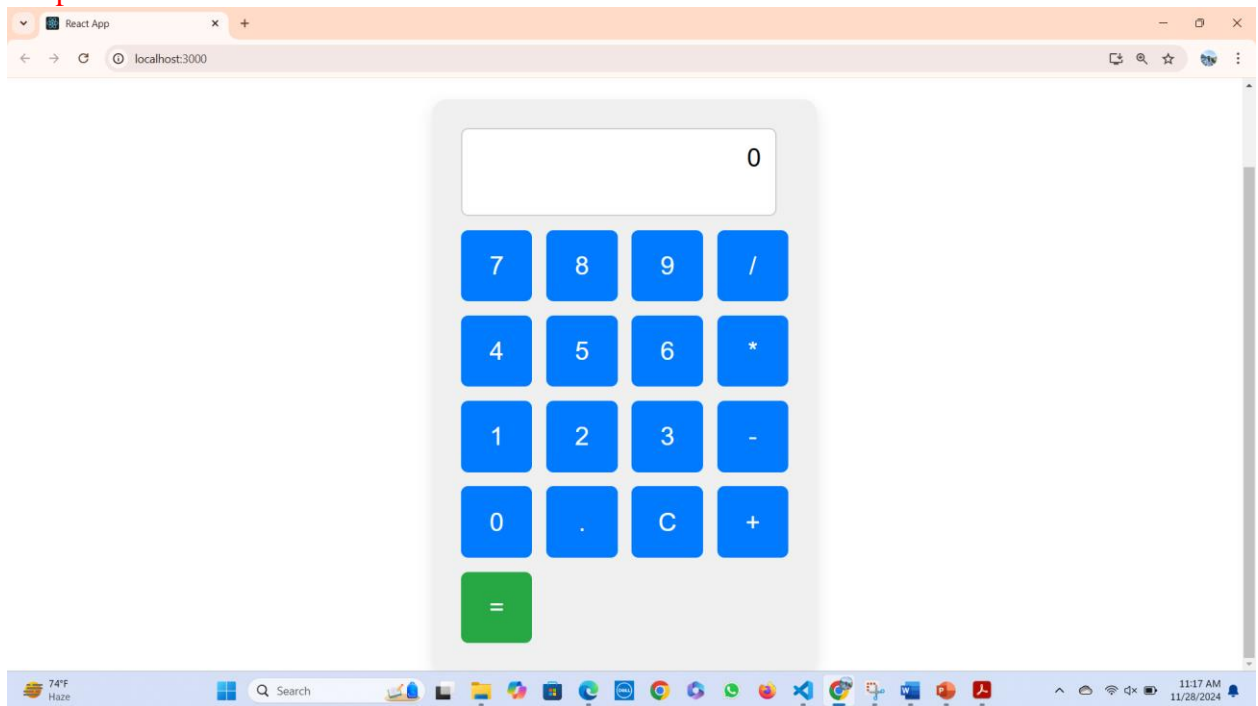 React App
localhost:3000
0
7 8 9 /
4 5 6 *
1 2 3 -
0 . C +
=
74°F
Haze
Search
11:17 AM
11/28/2024